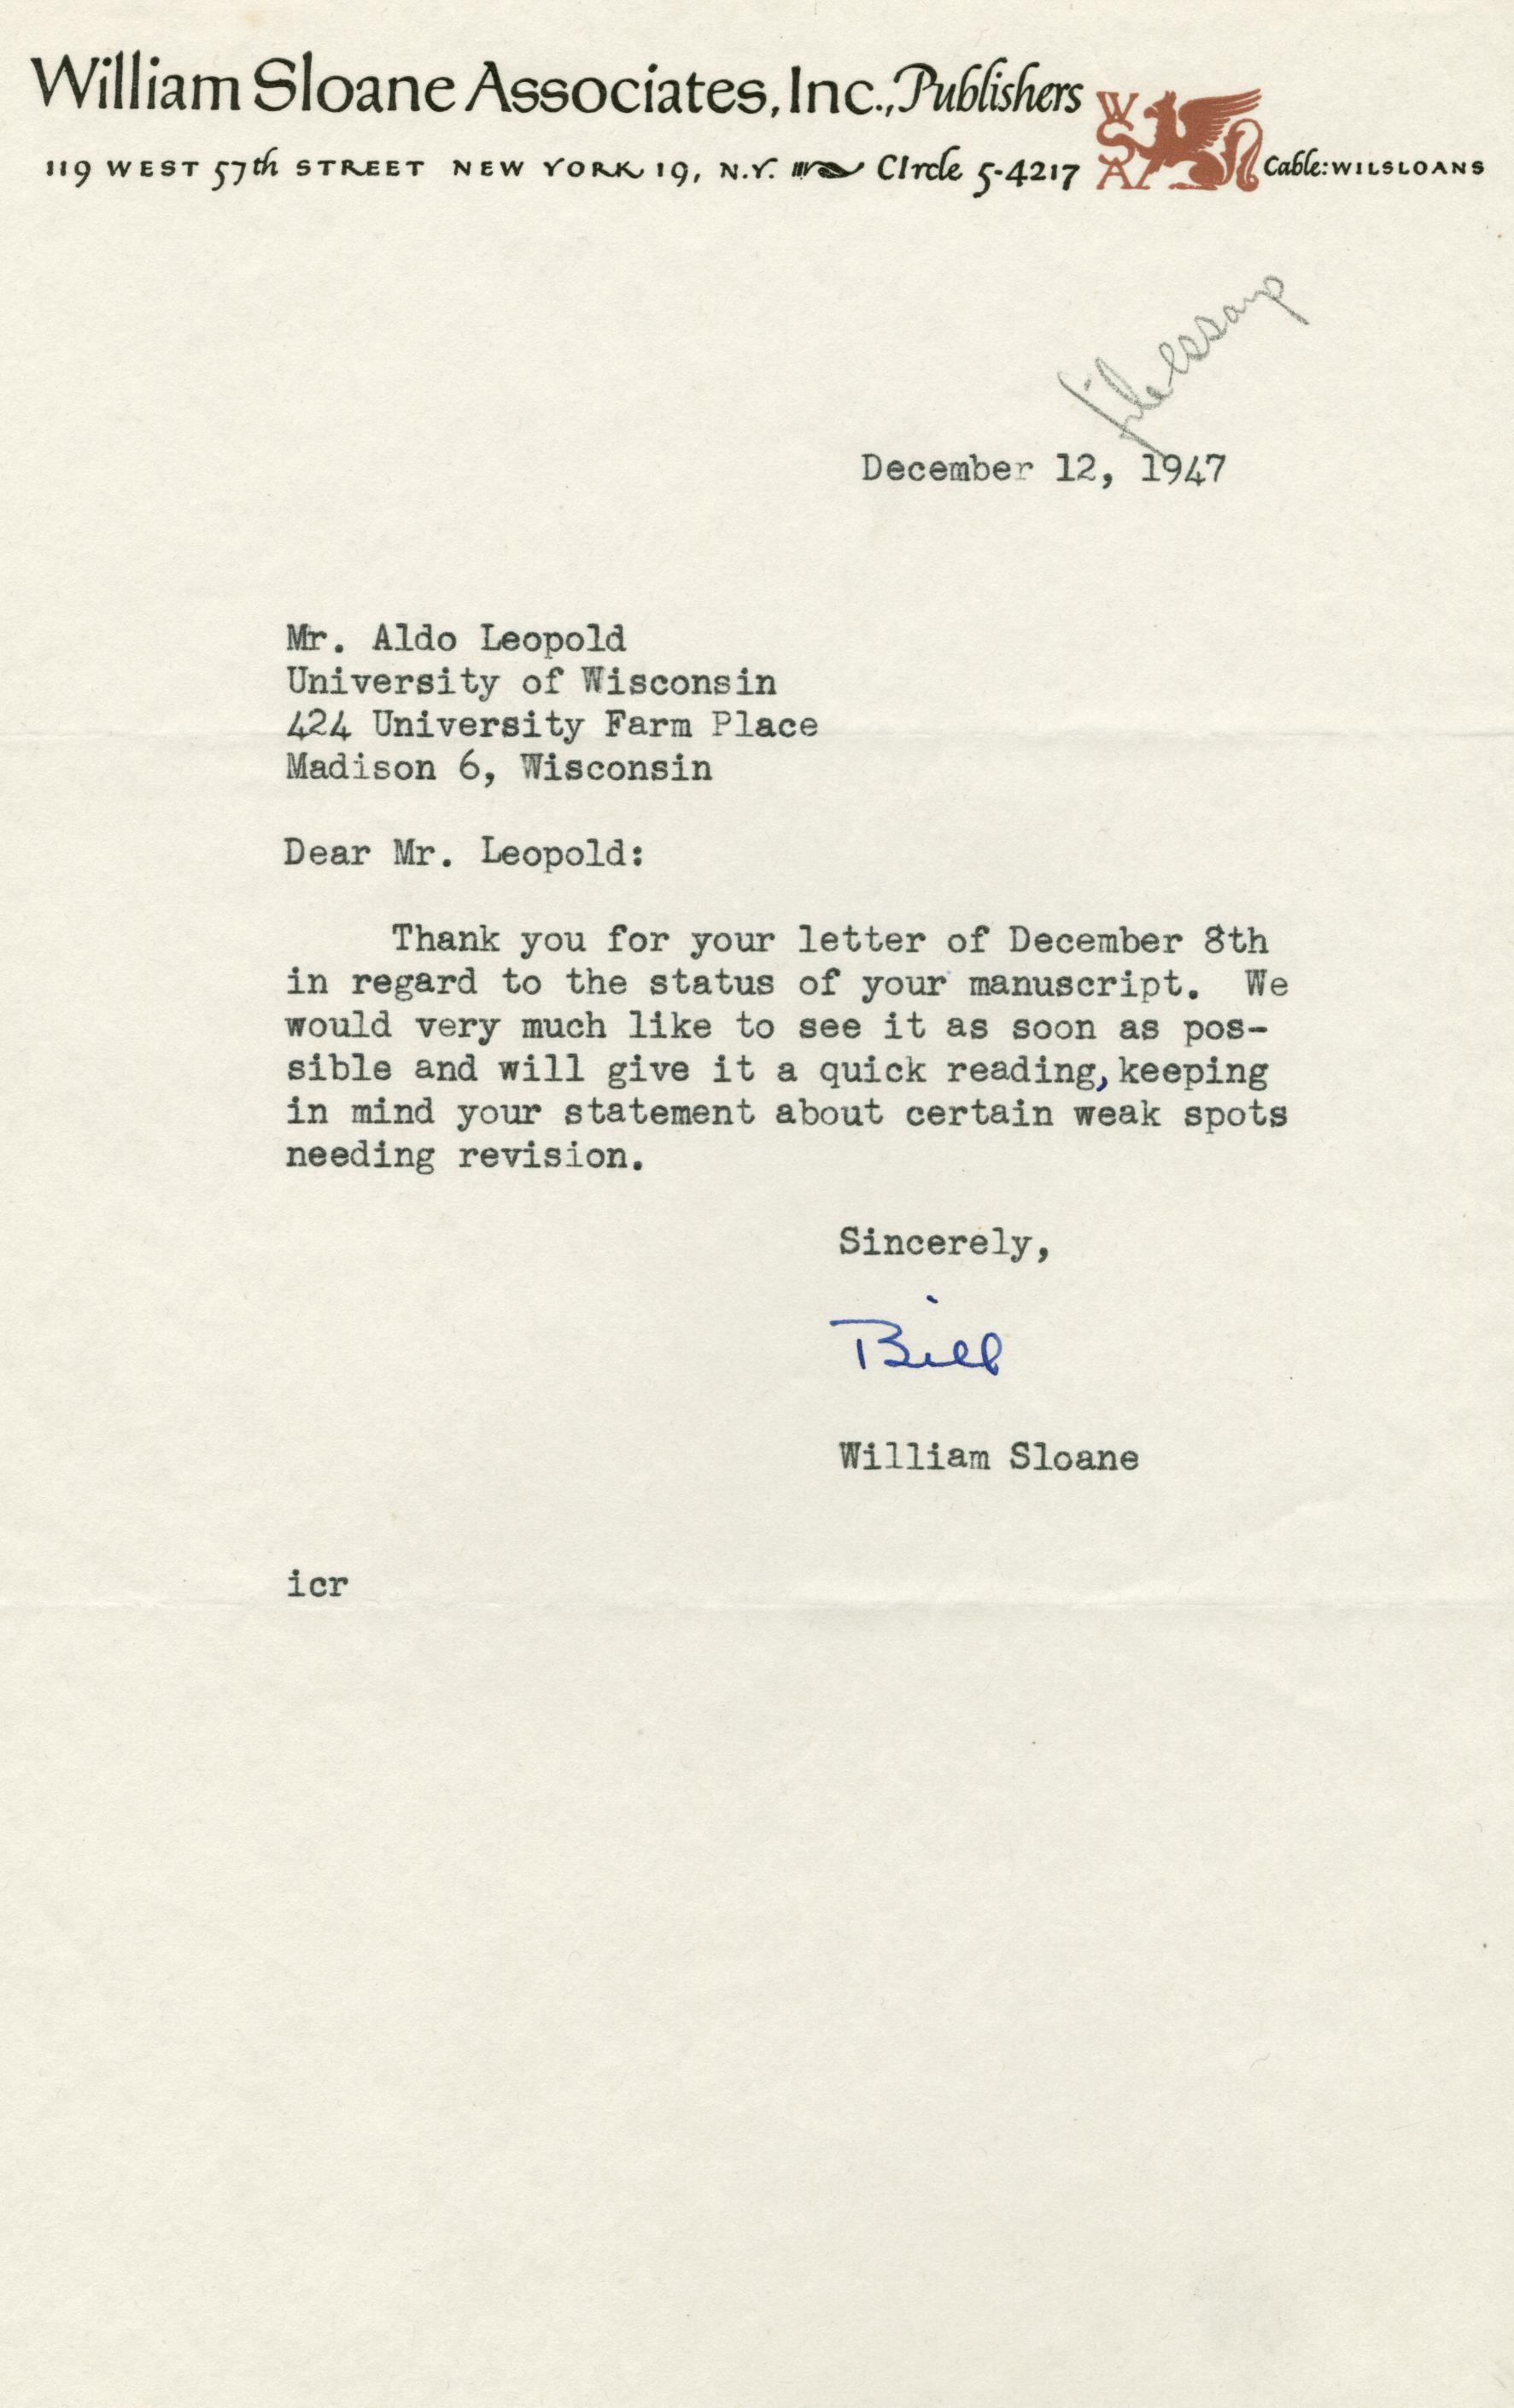 William Sloane Associates, Inc., Publishers
119 WEST 57th STREET NEW YORK 19, N.Y. CIrcle 5-4217 WSA Cable: WILSLOANS
file essays
December 12, 1947
Mr. Aldo Leopold
University of Wisconsin
424 University Farm Place
Madison 6, Wisconsin
Dear Mr. Leopold:
Thank you for your letter of December 8th
in regard to the status of your manuscript. We
would very much like to see it as soon as pos-
sible and will give it a quick reading, keeping
in mind your statement about certain weak spots
needing revision.
Sincerely,
Bill
William Sloane
icr